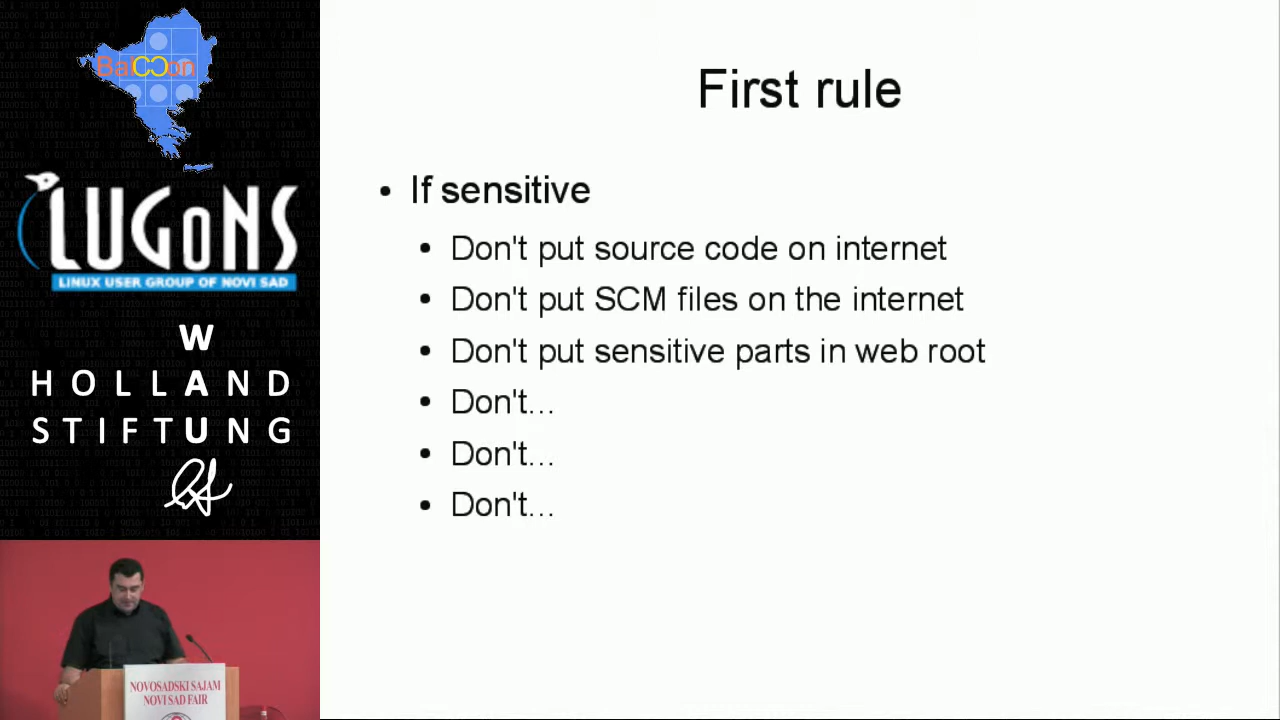 BalCCon
LUGoNS
LINUX USER GROUP OF NOVI SAD
W
HOLLAND
STIFTUNG
NOVOSADSKI SAJAM
NOVI SAD FAIR
First rule
If sensitive
Don't put source code on internet
Don't put SCM files on the internet
Don't put sensitive parts in web root
Don't...
Don't...
Don't...